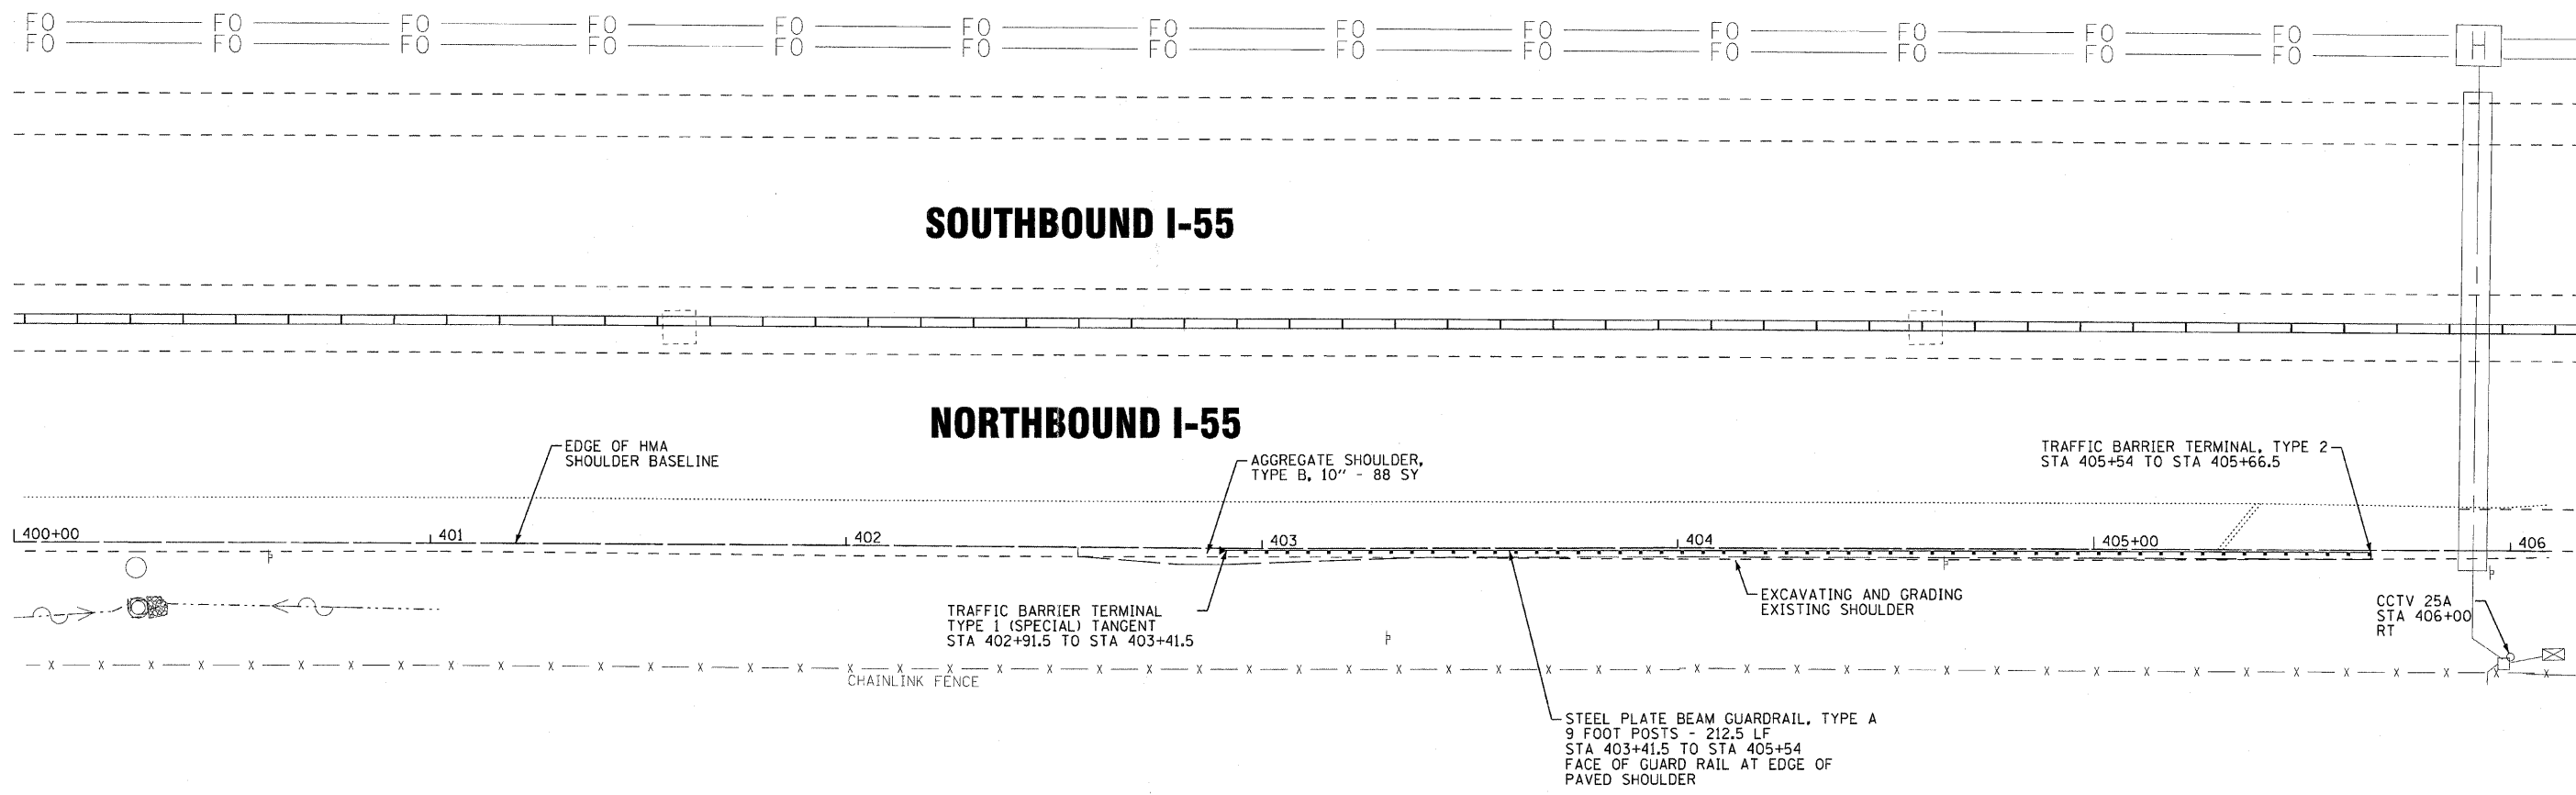 FO FO FO FO FO FO FO FO FO FO FO FO FO
FO FO FO FO FO FO FO FO FO FO FO FO FO
H
SOUTHBOUND I-55
NORTHBOUND I-55
EDGE OF HMA
SHOULDER BASELINE
AGGREGATE SHOULDER,
TYPE B, 10" - 88 SY
TRAFFIC BARRIER TERMINAL, TYPE 2
STA 405+54 TO STA 405+66.5
400+00 401 402 403 404 405+00 406
TRAFFIC BARRIER TERMINAL
TYPE 1 (SPECIAL) TANGENT
STA 402+91.5 TO STA 403+41.5
EXCAVATING AND GRADING
EXISTING SHOULDER
CCTV 25A
STA 406+00
RT
CHAINLINK FENCE
STEEL PLATE BEAM GUARDRAIL, TYPE A
9 FOOT POSTS - 212.5 LF
STA 403+41.5 TO STA 405+54
FACE OF GUARD RAIL AT EDGE OF
PAVED SHOULDER